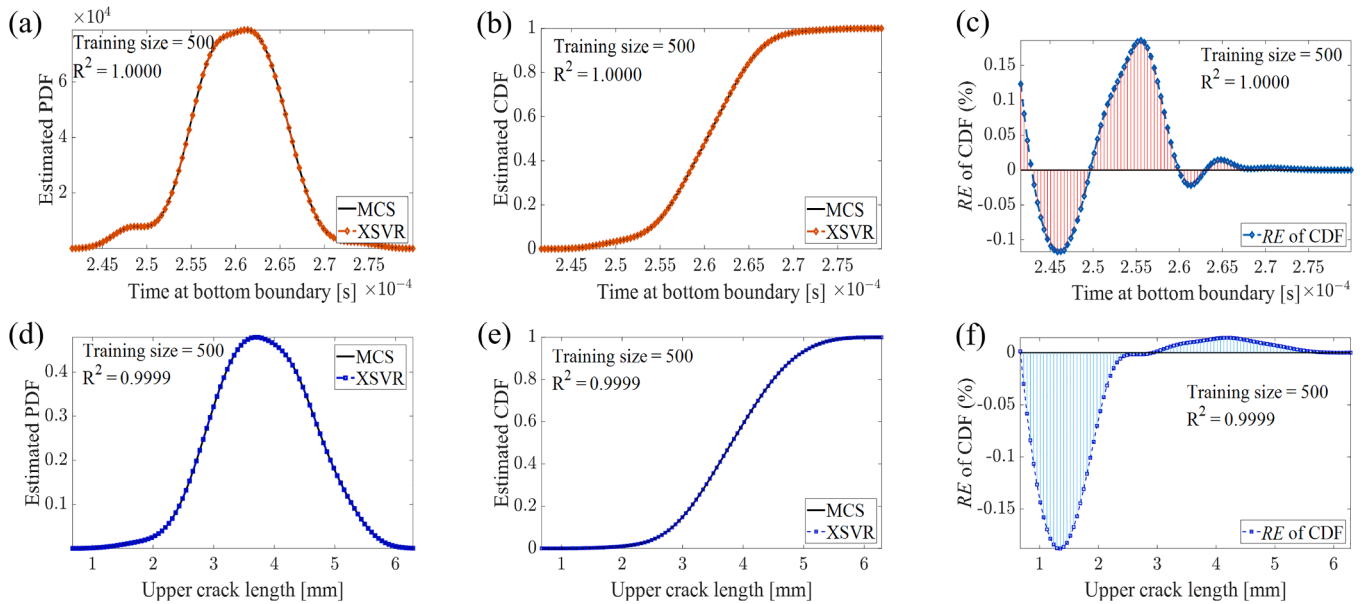 (a)
×10⁴
Training size = 500
R² = 1.0000
8
6
4
2
Estimated PDF
MCS
XSVR
2.45 2.5 2.55 2.6 2.65 2.7 2.75
Time at bottom boundary [s] ×10⁻⁴
(b)
Training size = 500
R² = 1.0000
1
0.8
0.6
0.4
0.2
0
Estimated CDF
MCS
XSVR
2.45 2.5 2.55 2.6 2.65 2.7 2.75
Time at bottom boundary [s] ×10⁻⁴
(c)
Training size = 500
R² = 1.0000
0.15
0.1
0.05
0
-0.05
-0.1
RE of CDF (%)
RE of CDF
2.45 2.5 2.55 2.6 2.65 2.7 2.75
Time at bottom boundary [s] ×10⁻⁴
(d)
Training size = 500
R² = 0.9999
0.4
0.3
0.2
0.1
Estimated PDF
MCS
XSVR
1 2 3 4 5 6
Upper crack length [mm]
(e)
Training size = 500
R² = 0.9999
1
0.8
0.6
0.4
0.2
0
Estimated CDF
MCS
XSVR
1 2 3 4 5 6
Upper crack length [mm]
(f)
0
-0.05
-0.1
-0.15
RE of CDF (%)
Training size = 500
R² = 0.9999
RE of CDF
1 2 3 4 5 6
Upper crack length [mm]